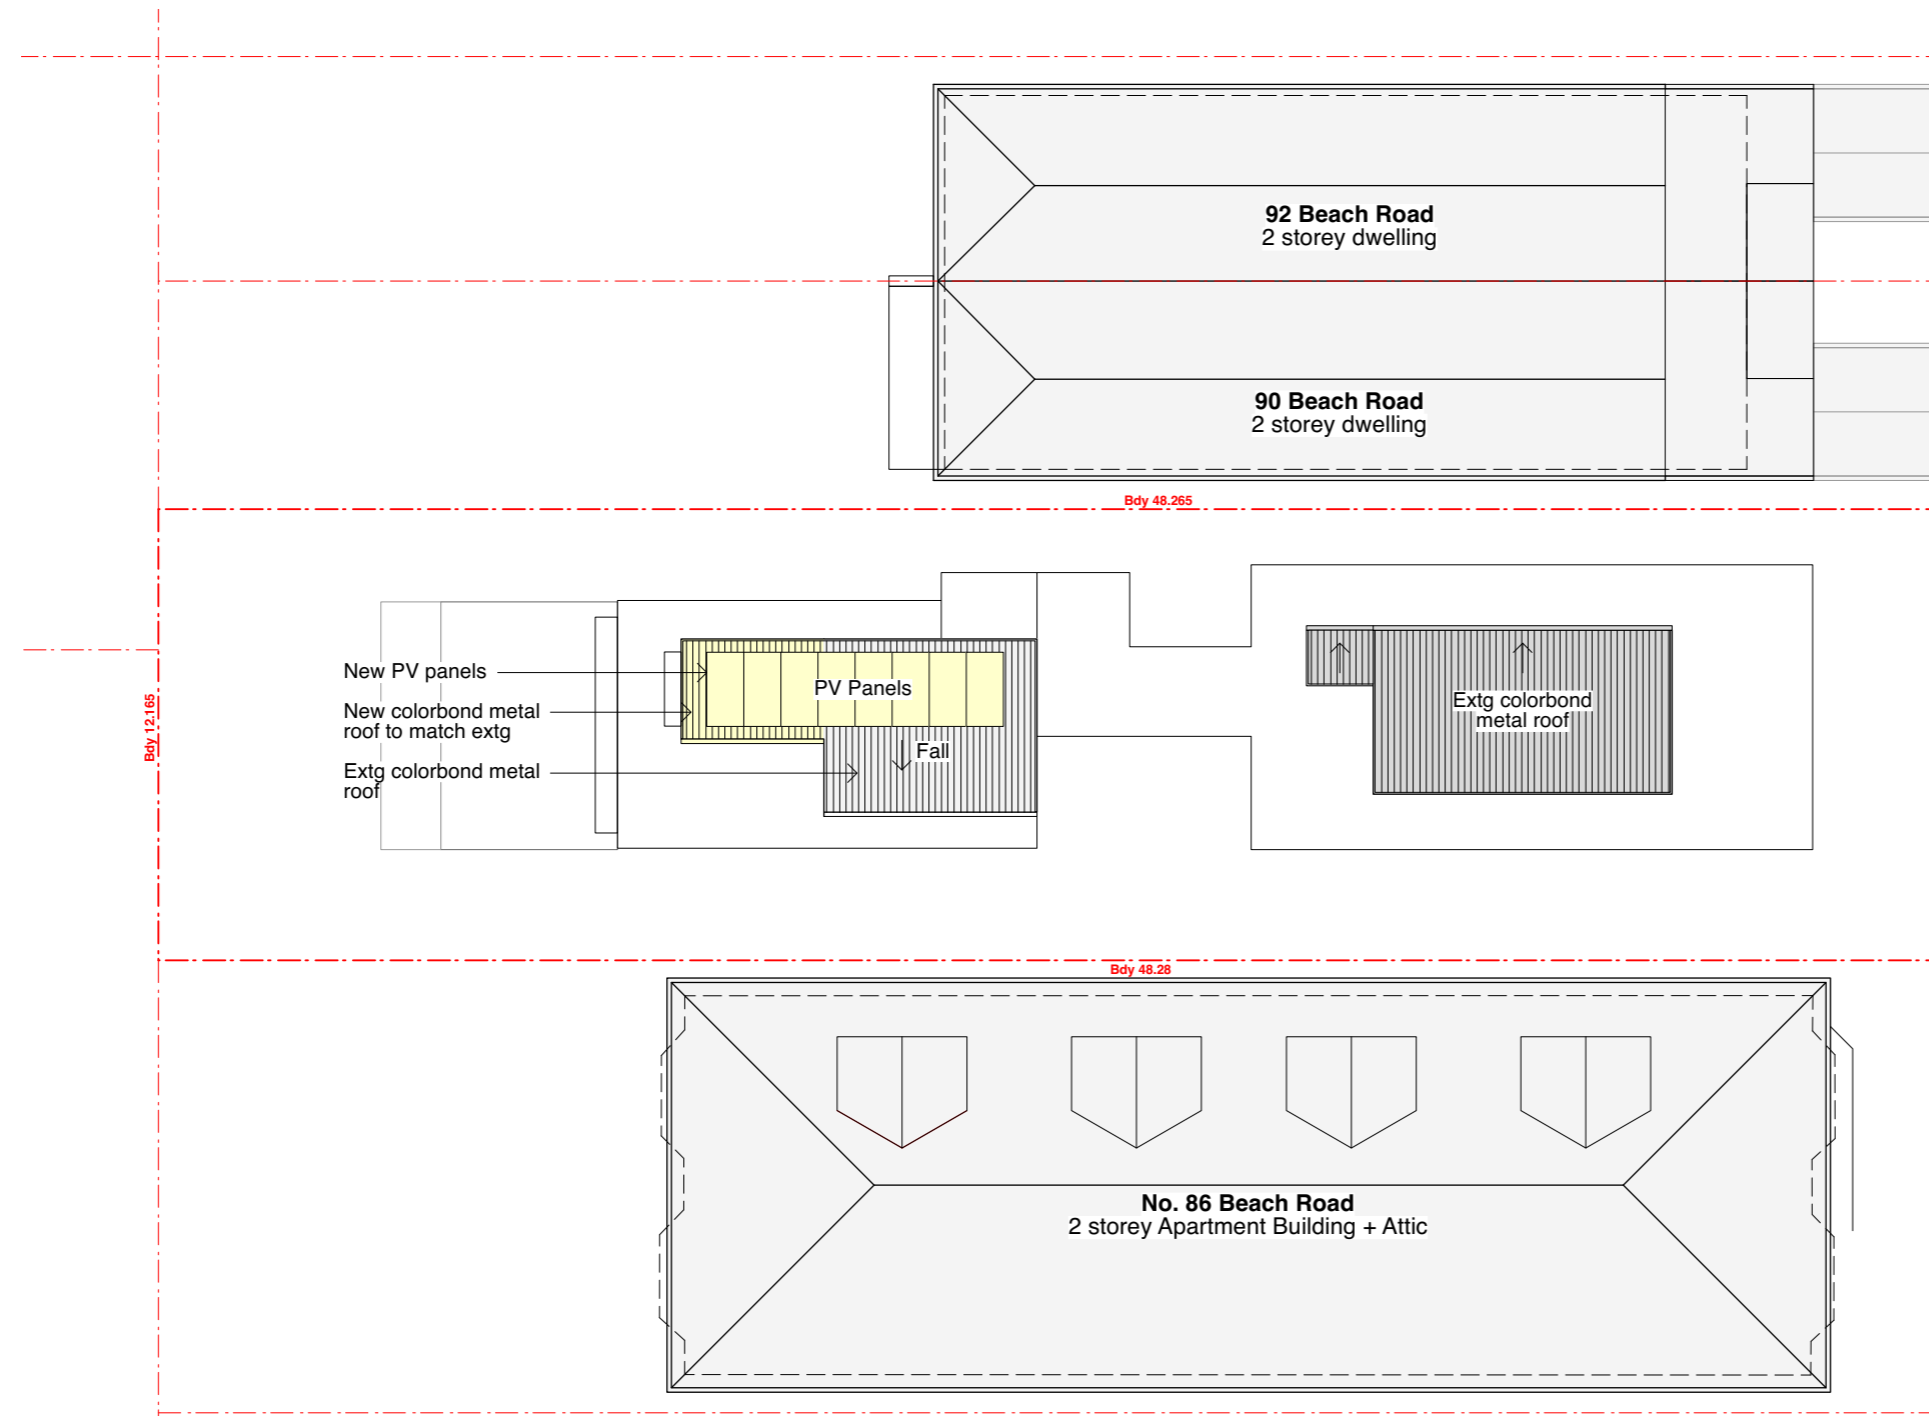 92 Beach Road
2 storey dwelling
90 Beach Road
2 storey dwelling
Bdy 48.265
New PV panels
PV Panels
New colorbond metal
roof to match extg
Fall
Extg colorbond metal
roof
Extg colorbond
metal roof
Bdy 12.165
Bdy 48.28
No. 86 Beach Road
2 storey Apartment Building + Attic